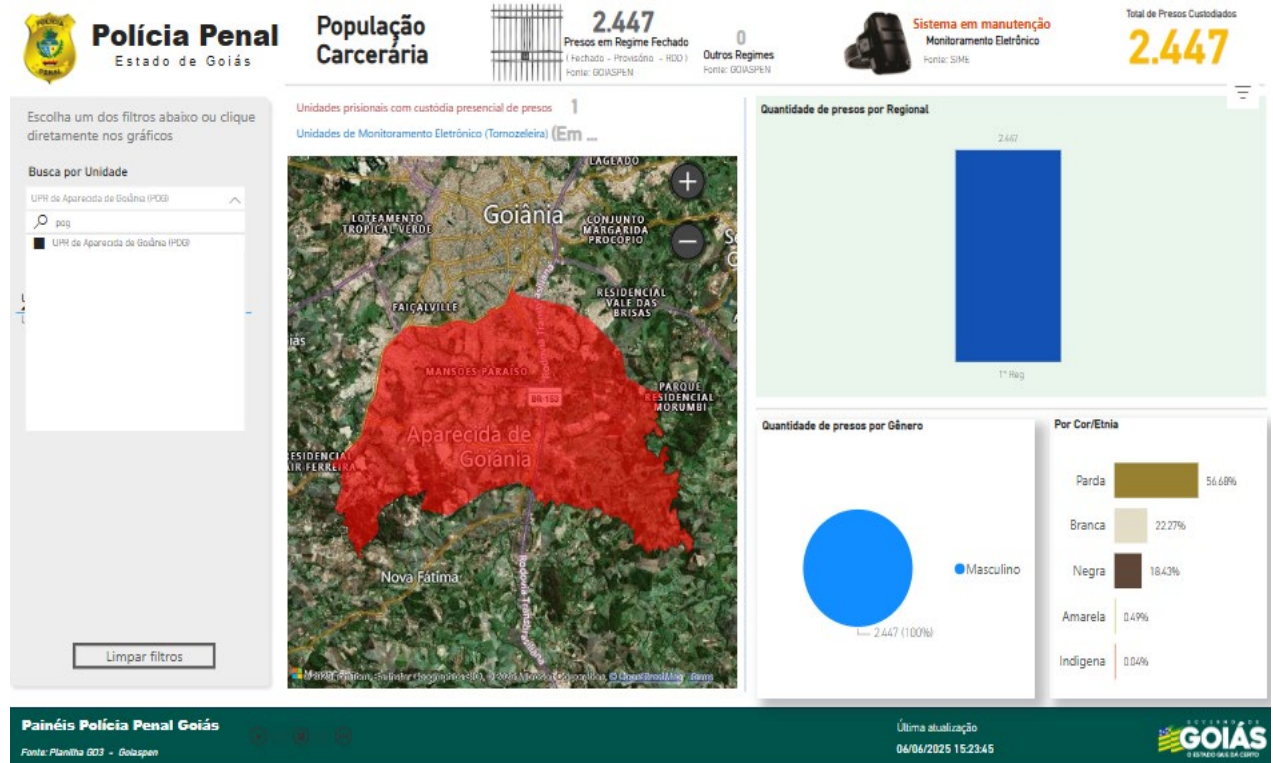 Polícia Penal
Estado de Goiás
População
Carcerária
2.447
Presos em Regime Fechado
( Fechado - Provisório - RDD )
Fonte: GOIASPEN
0
Outros Regimes
Fonte: GOIASPEN
Sistema em manutenção
Monitoramento Eletrônico
Fonte: SIME
Total de Presos Custodiados
2.447
Escolha um dos filtros abaixo ou clique
diretamente nos gráficos
Busca por Unidade
UPR de Aparecida de Goiânia (POG)
pog
UPR de Aparecida de Goiânia (POG)
Limpar filtros
Unidades prisionais com custódia presencial de presos 1
Unidades de Monitoramento Eletrônico (Tornozeleira) (Em ...
LAGEADO
LOTEAMENTO
TROPICAL VERDE
Goiânia
CONJUNTO
MARGARIDA
PROCÓPIO
FAIÇALVILLE
RESIDENCIAL
VALE DAS
BRISAS
MANSÕES PARAÍSO
BR-153
PARQUE
RESIDENCIAL
MORUMBI
Aparecida de
Goiânia
Nova Fátima
Quantidade de presos por Regional
2.447
1ª Reg
Quantidade de presos por Gênero
Masculino
2.447 (100%)
Por Cor/Etnia
Parda 56.68%
Branca 22.27%
Negra 18.43%
Amarela 0.49%
Indigena 0.04%
Painéis Polícia Penal Goiás
Fonte: Planilha GD3 - Goiaspen
Última atualização
06/06/2025 15:23:45
GOVERNO DE
GOIÁS
O ESTADO QUE DÁ CERTO